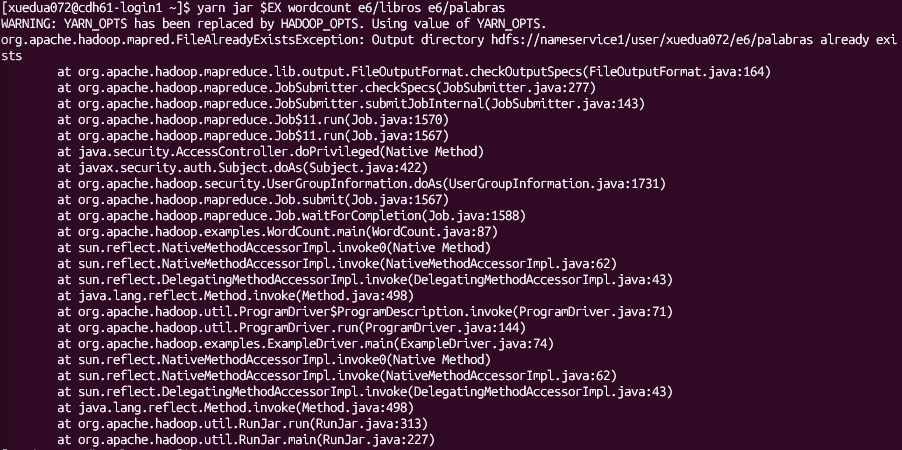 [xuedua072@cdh61-login1 ~]$ yarn jar $EX wordcount e6/libros e6/palabras
WARNING: YARN_OPTS has been replaced by HADOOP_OPTS. Using value of YARN_OPTS.
org.apache.hadoop.mapred.FileAlreadyExistsException: Output directory hdfs://nameservice1/user/xuedua072/e6/palabras already exi
sts
        at org.apache.hadoop.mapreduce.lib.output.FileOutputFormat.checkOutputSpecs(FileOutputFormat.java:164)
        at org.apache.hadoop.mapreduce.JobSubmitter.checkSpecs(JobSubmitter.java:277)
        at org.apache.hadoop.mapreduce.JobSubmitter.submitJobInternal(JobSubmitter.java:143)
        at org.apache.hadoop.mapreduce.Job$11.run(Job.java:1570)
        at org.apache.hadoop.mapreduce.Job$11.run(Job.java:1567)
        at java.security.AccessController.doPrivileged(Native Method)
        at javax.security.auth.Subject.doAs(Subject.java:422)
        at org.apache.hadoop.security.UserGroupInformation.doAs(UserGroupInformation.java:1731)
        at org.apache.hadoop.mapreduce.Job.submit(Job.java:1567)
        at org.apache.hadoop.mapreduce.Job.waitForCompletion(Job.java:1588)
        at org.apache.hadoop.examples.WordCount.main(WordCount.java:87)
        at sun.reflect.NativeMethodAccessorImpl.invoke0(Native Method)
        at sun.reflect.NativeMethodAccessorImpl.invoke(NativeMethodAccessorImpl.java:62)
        at sun.reflect.DelegatingMethodAccessorImpl.invoke(DelegatingMethodAccessorImpl.java:43)
        at java.lang.reflect.Method.invoke(Method.java:498)
        at org.apache.hadoop.util.ProgramDriver$ProgramDescription.invoke(ProgramDriver.java:71)
        at org.apache.hadoop.util.ProgramDriver.run(ProgramDriver.java:144)
        at org.apache.hadoop.examples.ExampleDriver.main(ExampleDriver.java:74)
        at sun.reflect.NativeMethodAccessorImpl.invoke0(Native Method)
        at sun.reflect.NativeMethodAccessorImpl.invoke(NativeMethodAccessorImpl.java:62)
        at sun.reflect.DelegatingMethodAccessorImpl.invoke(DelegatingMethodAccessorImpl.java:43)
        at java.lang.reflect.Method.invoke(Method.java:498)
        at org.apache.hadoop.util.RunJar.run(RunJar.java:313)
        at org.apache.hadoop.util.RunJar.main(RunJar.java:227)